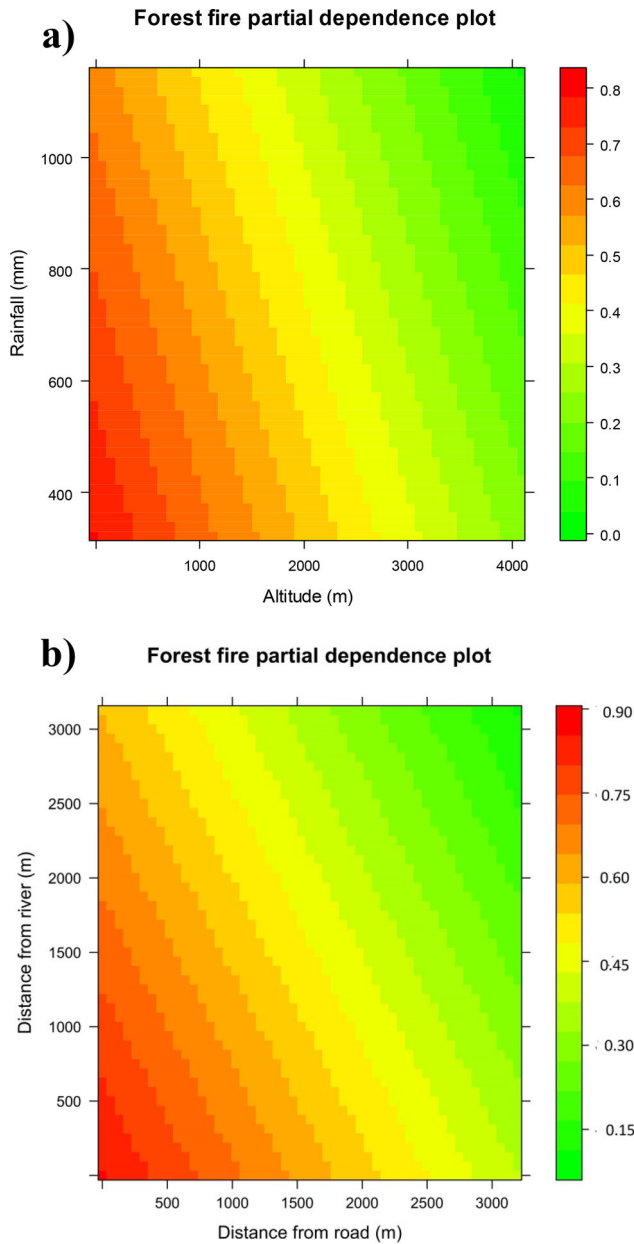 Forest fire partial dependence plot
a)
0.8
0.7
0.6
0.5
0.4
0.3
0.2
0.1
0.0
1000
800
600
400
Rainfall (mm)
1000 2000 3000 4000
Altitude (m)
b)
Forest fire partial dependence plot
0.90
0.75
0.60
0.45
0.30
0.15
3000
2500
2000
1500
1000
500
Distance from river (m)
500 1000 1500 2000 2500 3000
Distance from road (m)